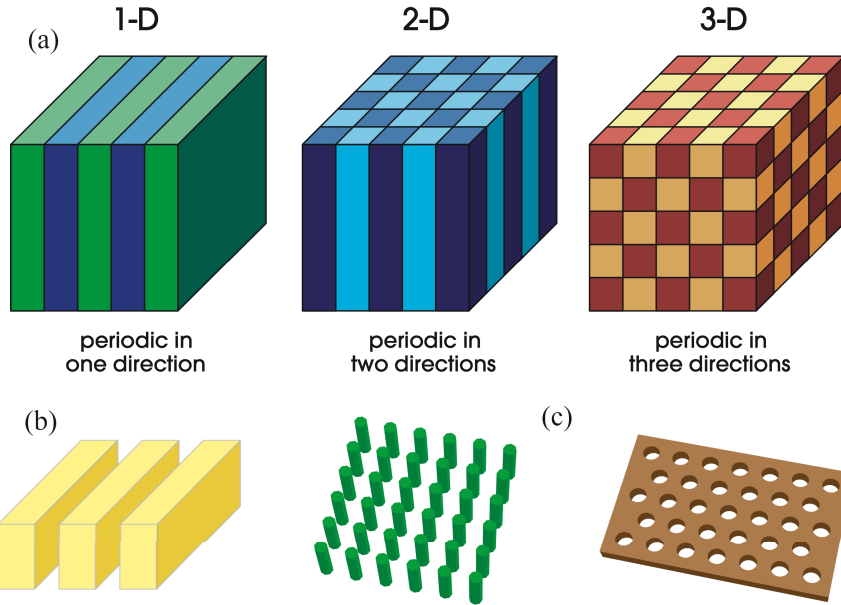 1-D
2-D
3-D
(a)
periodic in
one direction
periodic in
two directions
periodic in
three directions
(b)
(c)